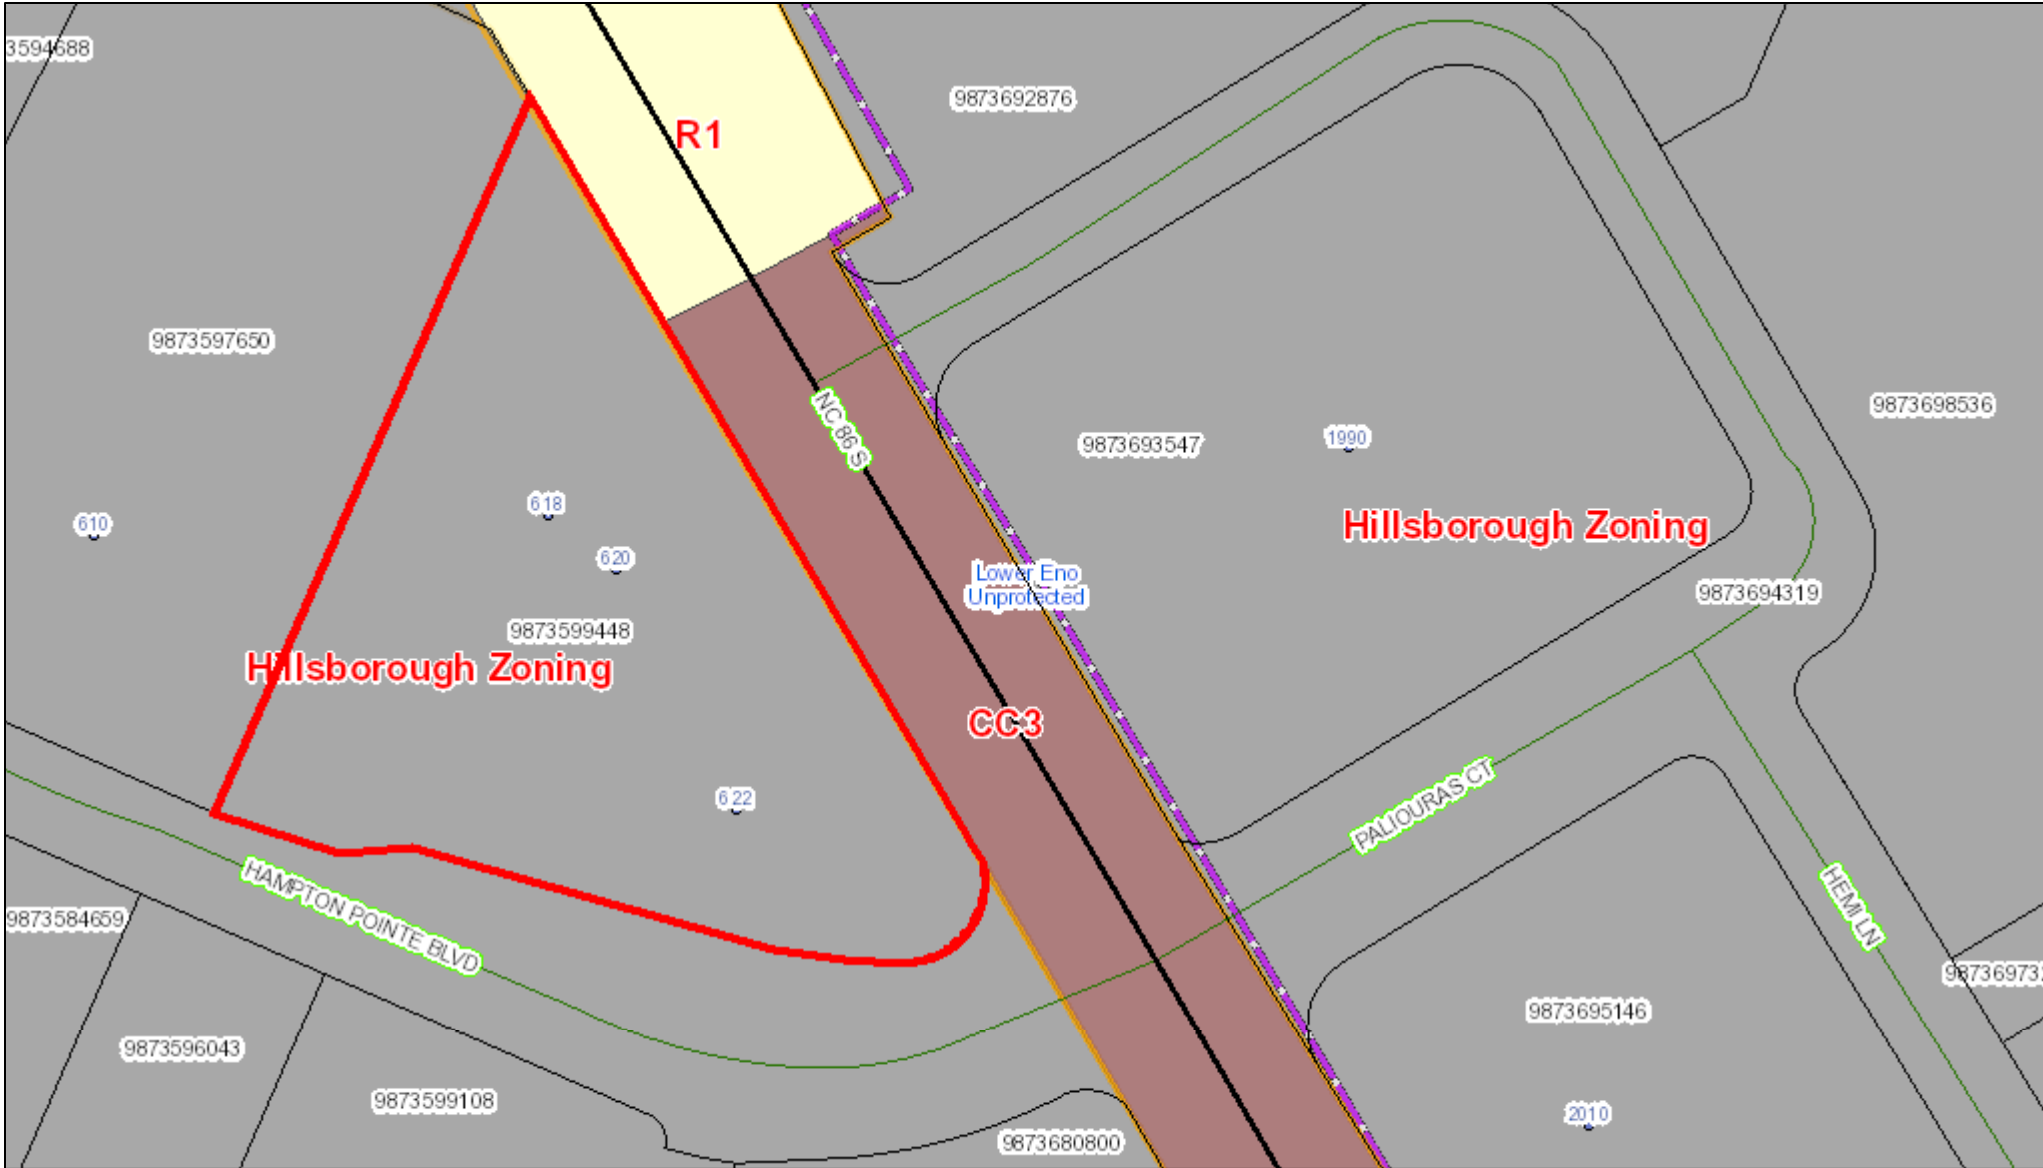 3594688
9873692876
R1
9873597650
9873698536
NC 86 S
9873693547
1990
618
610
Hillsborough Zoning
620
Lower Eno
Unprotected
9873694319
9873599448
Hillsborough Zoning
CC3
622
PALIOURAS CT
HAMPTON POINTE BLVD
HEMI LN
9873584659
98736973
9873695146
9873596043
9873599108
2010
9873680800